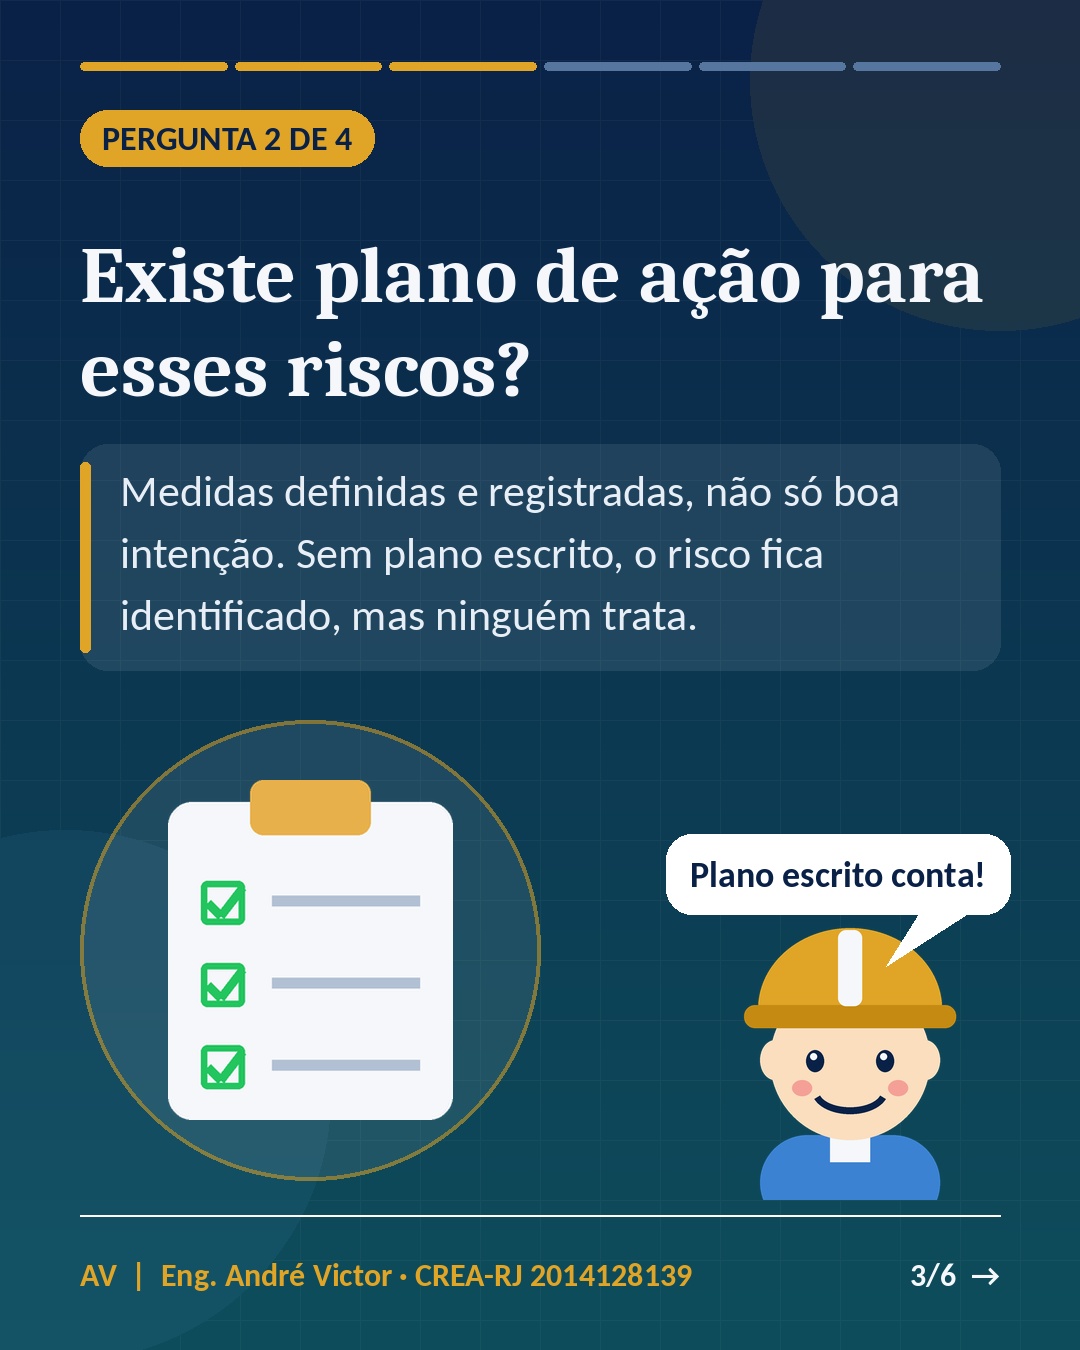 PERGUNTA 2 DE 4
Existe plano de ação para
esses riscos?
Medidas definidas e registradas, não só boa
intenção. Sem plano escrito, o risco fica
identificado, mas ninguém trata.
Plano escrito conta!
AV | Eng. André Victor · CREA-RJ 2014128139
3/6 →